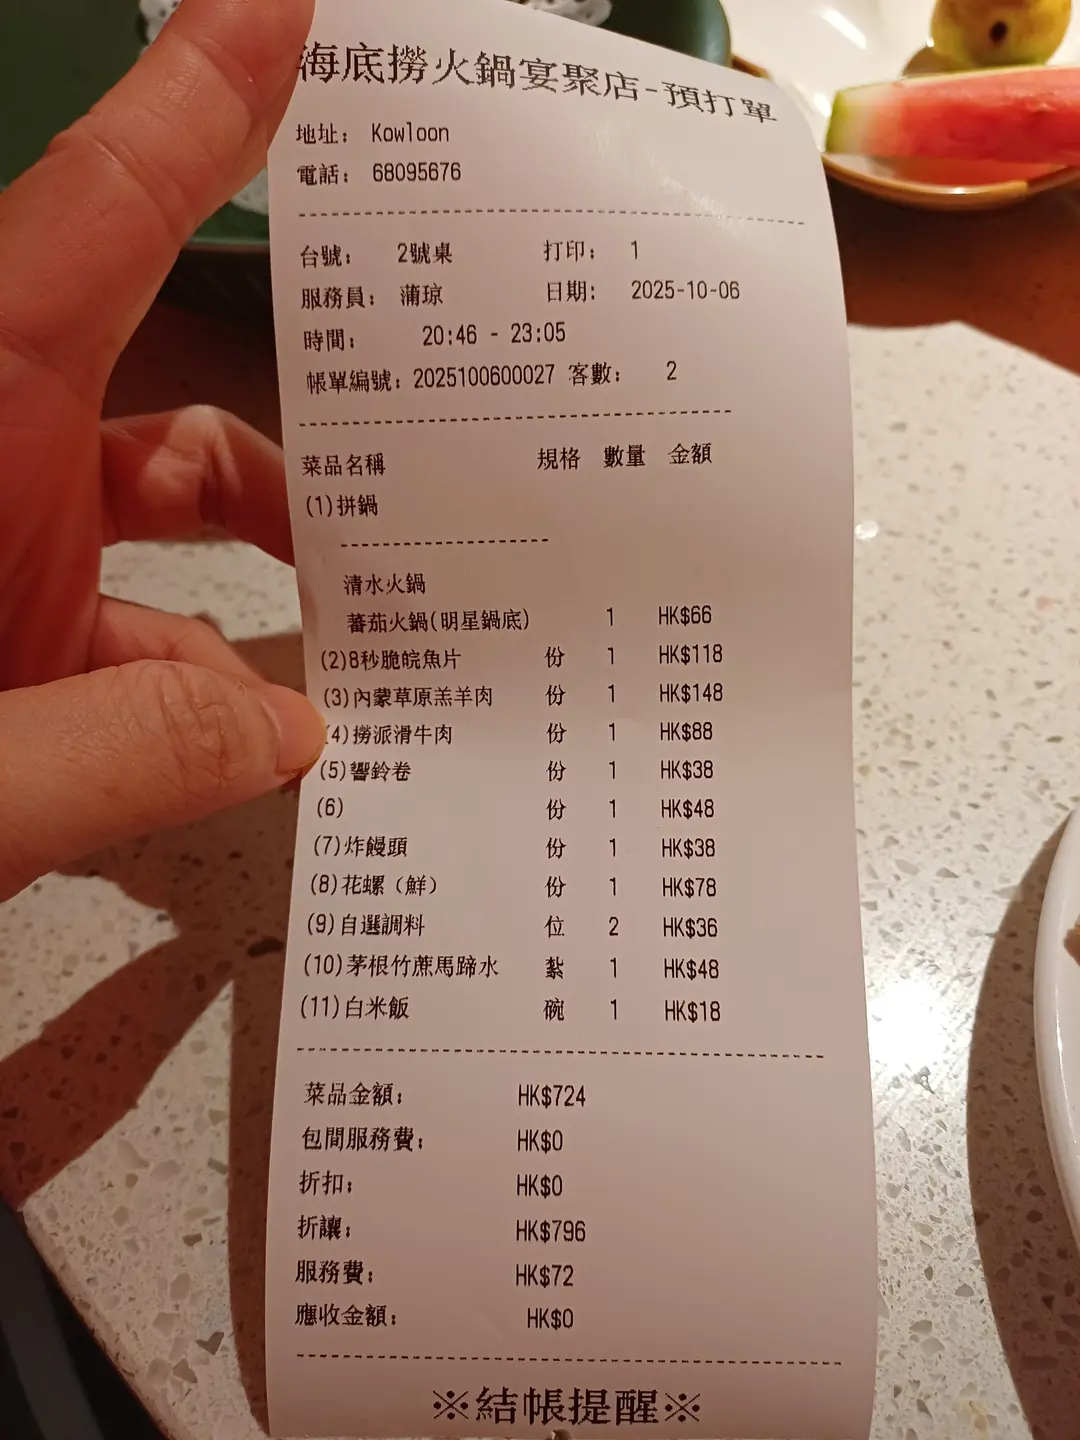 海底撈火鍋宴聚店-預打單
地址： Kowloon
電話： 68095676
台號： 2號桌 打印： 1
服務員： 蒲琼 日期： 2025-10-06
時間： 20:46 - 23:05
帳單編號：2025100600027 客數： 2
菜品名稱 規格 數量 金額
(1)拼鍋
清水火鍋
蕃茄火鍋(明星鍋底) 1 HK$66
(2)8秒脆皖魚片 份 1 HK$118
(3)內蒙草原羔羊肉 份 1 HK$148
(4)撈派滑牛肉 份 1 HK$88
(5)響鈴卷 份 1 HK$38
(6) 份 1 HK$48
(7)炸饅頭 份 1 HK$38
(8)花螺（鮮） 份 1 HK$78
(9)自選調料 位 2 HK$36
(10)茅根竹蔗馬蹄水 紮 1 HK$48
(11)白米飯 碗 1 HK$18
菜品金額： HK$724
包間服務費： HK$0
折扣： HK$0
折讓： HK$796
服務費： HK$72
應收金額： HK$0
※結帳提醒※